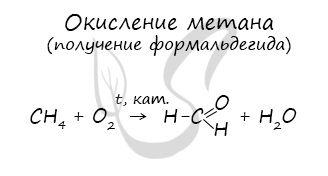 Окисление метана
(получение формальдегида)
t, кат.
CH₄ + O₂ → H-C O H + H₂O